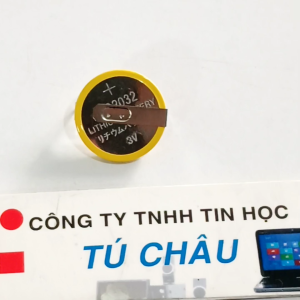 +
2032
LITHIUM
リチウム
3V
CÔNG TY TNHH TIN HỌC
TÚ CHÂU